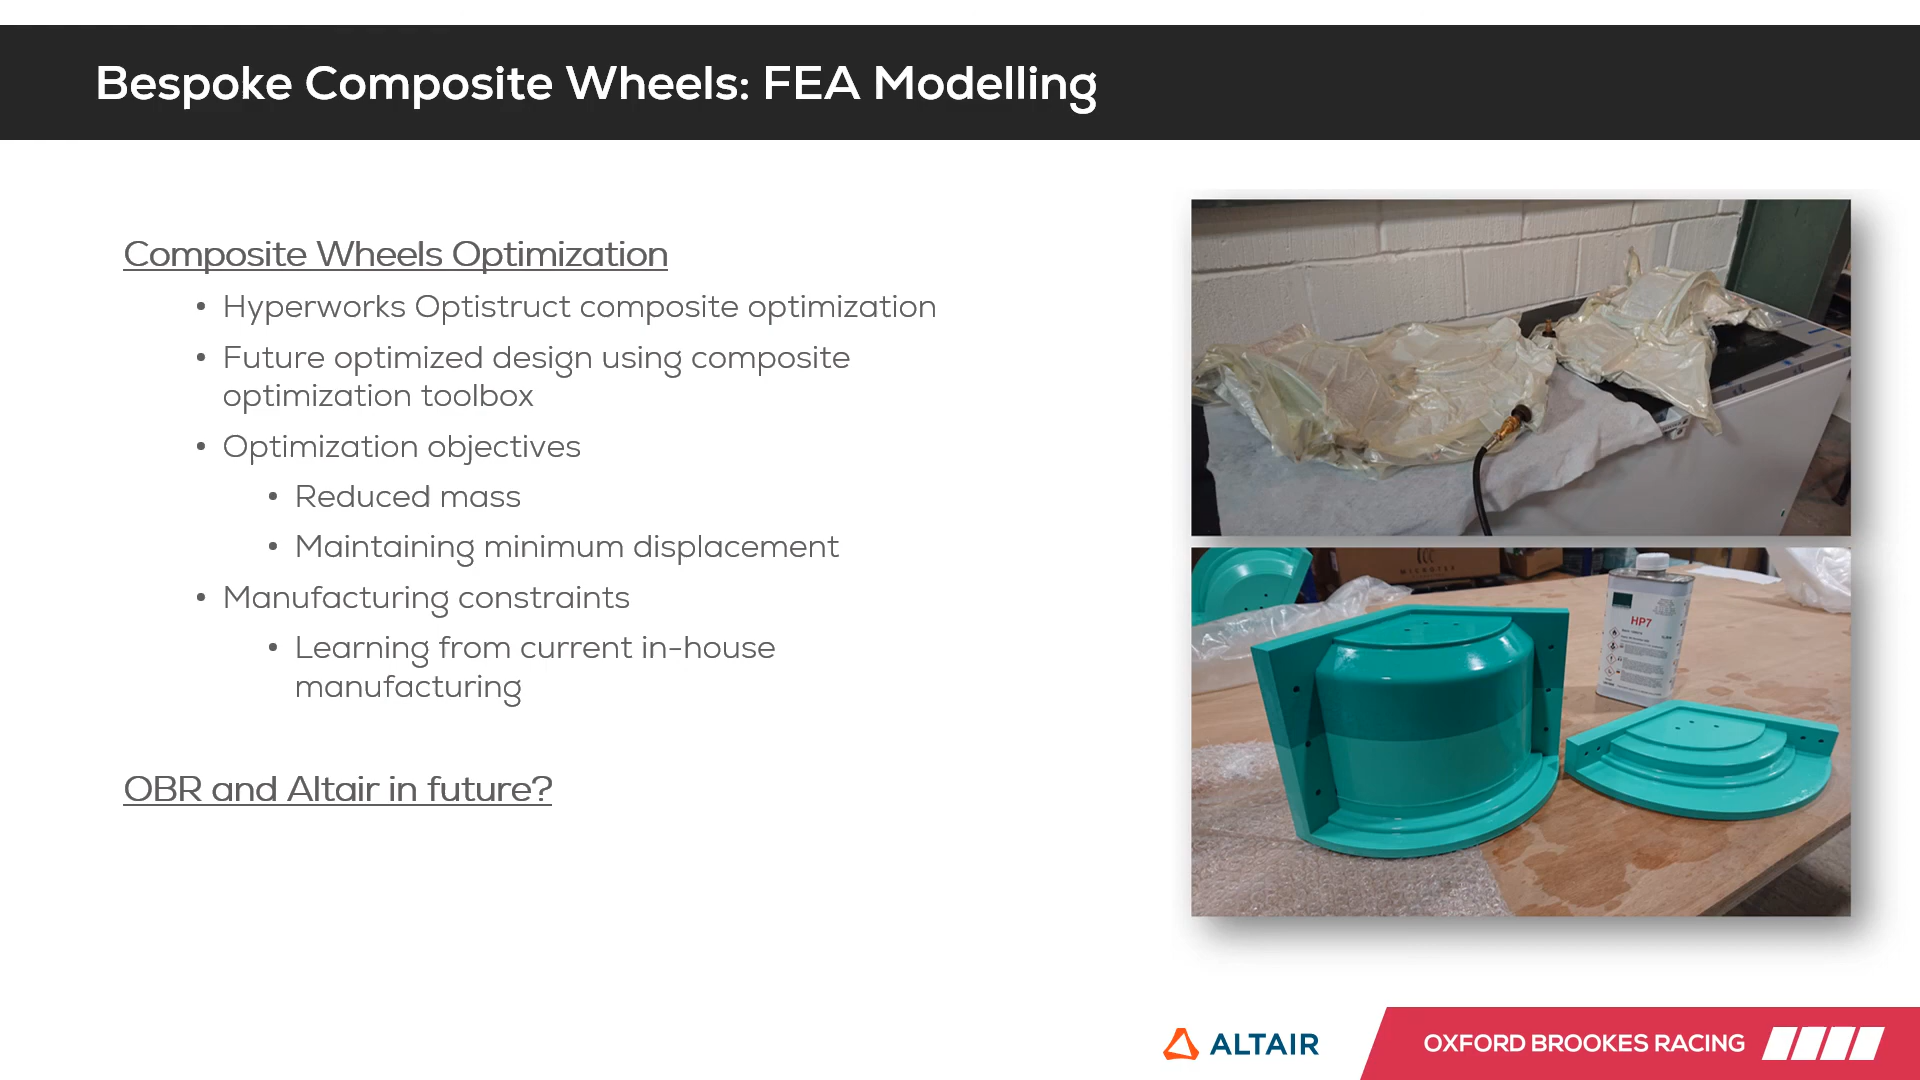 Bespoke Composite Wheels: FEA Modelling
Composite Wheels Optimization
• Hyperworks Optistruct composite optimization
• Future optimized design using composite
optimization toolbox
• Optimization objectives
• Reduced mass
• Maintaining minimum displacement
• Manufacturing constraints
• Learning from current in-house
manufacturing
OBR and Altair in future?
HP7
ALTAIR
OXFORD BROOKES RACING